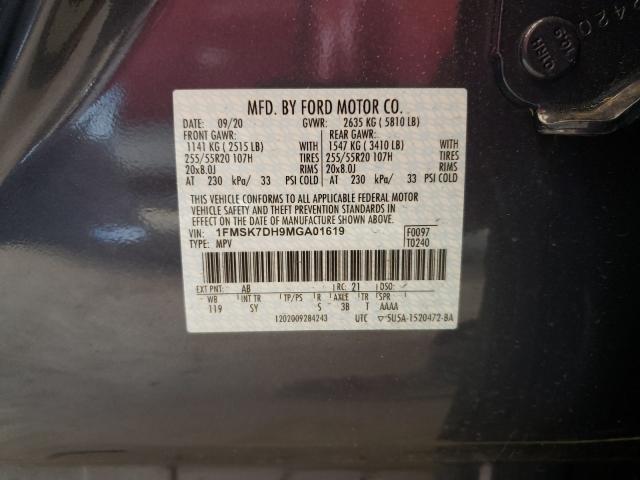 MFD. BY FORD MOTOR CO.
DATE: 09/20 GVWR: 2635 KG ( 5810 LB)
FRONT GAWR: REAR GAWR:
1141 KG ( 2515 LB) WITH 1547 KG ( 3410 LB) WITH
255/55R20 107H TIRES 255/55R20 107H TIRES
20x8.0J RIMS 20x8.0J RIMS
AT 230 kPa/ 33 PSI COLD AT 230 kPa/ 33 PSI COLD
THIS VEHICLE CONFORMS TO ALL APPLICABLE FEDERAL MOTOR
VEHICLE SAFETY AND THEFT PREVENTION STANDARDS IN EFFECT
ON THE DATE OF MANUFACTURE SHOWN ABOVE.
VIN: 1FMSK7DH9MGA01619 F0097
TYPE: MPV T0240
EXT PNT: AB RC: 21 DSO:
WB INT TR TP/PS R AXLE TR SPR
119 SY S 3B T AAAA
1202009284243 UTC ▽SU5A-1520472-BA
2420